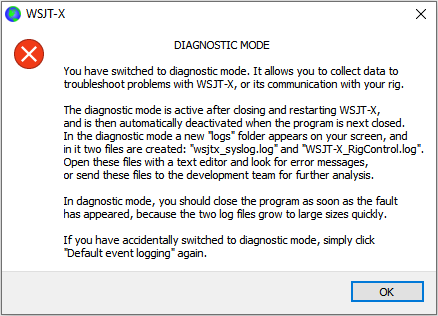 WSJT-X
DIAGNOSTIC MODE
You have switched to diagnostic mode. It allows you to collect data to
troubleshoot problems with WSJT-X, or its communication with your rig.
The diagnostic mode is active after closing and restarting WSJT-X,
and is then automatically deactivated when the program is next closed.
In the diagnostic mode a new "logs" folder appears on your screen, and
in it two files are created: "wsjtx_syslog.log" and "WSJT-X_RigControl.log".
Open these files with a text editor and look for error messages,
or send these files to the development team for further analysis.
In dagnostic mode, you should close the program as soon as the fault
has appeared, because the two log files grow to large sizes quickly.
If you have accidentally switched to diagnostic mode, simply click
"Default event logging" again.
OK